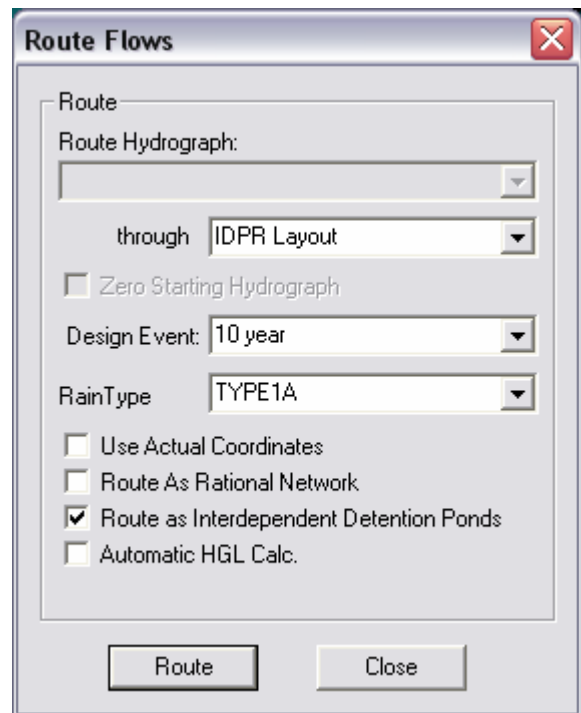 Route Flows
Route
Route Hydrograph:
through IDPR Layout
Zero Starting Hydrograph
Design Event: 10 year
RainType TYPE1A
Use Actual Coordinates
Route As Rational Network
Route as Interdependent Detention Ponds
Automatic HGL Calc.
Route Close